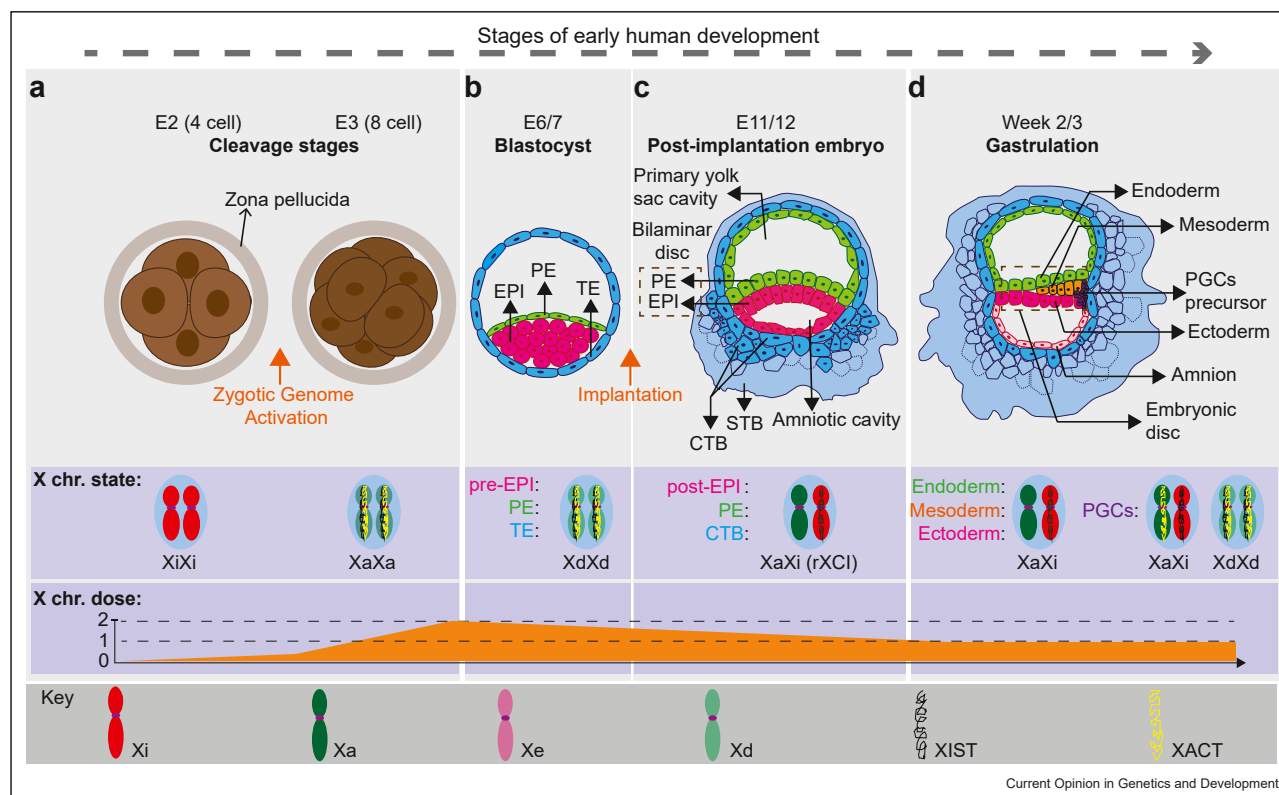 Stages of early human development
a
E2 (4 cell)
E3 (8 cell)
Cleavage stages
Zona pellucida
Zygotic Genome
Activation
b
E6/7
Blastocyst
EPI
PE
TE
Implantation
c
E11/12
Post-implantation embryo
Primary yolk
sac cavity
Bilaminar
disc
PE
EPI
CTB
STB
Amniotic cavity
d
Week 2/3
Gastrulation
Endoderm
Mesoderm
PGCs
precursor
Ectoderm
Amnion
Embryonic
disc
X chr. state:
XiXi
XaXa
pre-EPI:
PE:
TE:
XdXd
post-EPI :
PE:
CTB:
XaXi (rXCI)
Endoderm:
Mesoderm:
Ectoderm:
XaXi
PGCs:
XaXi
XdXd
X chr. dose:
2
1
0
Key
Xi
Xa
Xe
Xd
XIST
XACT
Current Opinion in Genetics and Development